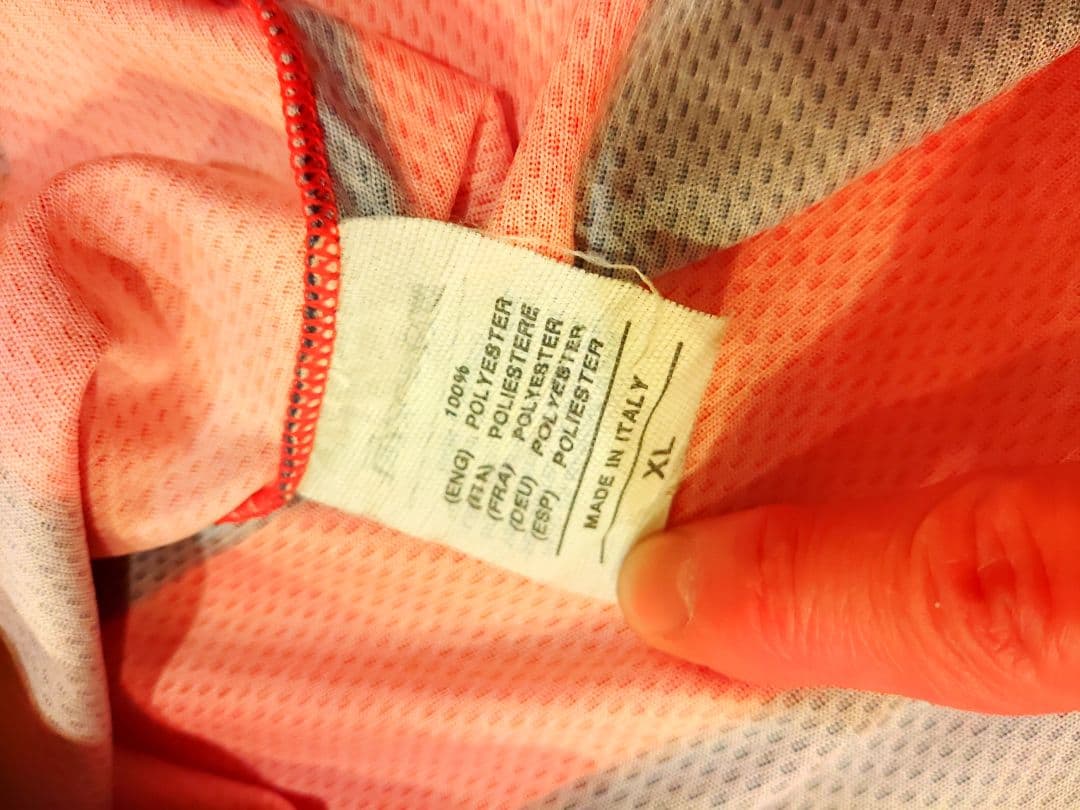 100%
(ENG) POLYESTER
(ITA) POLIESTERE
(FRA) POLYESTER
(DEU) POLYESTER
(ESP) POLIESTER
MADE IN ITALY
XL